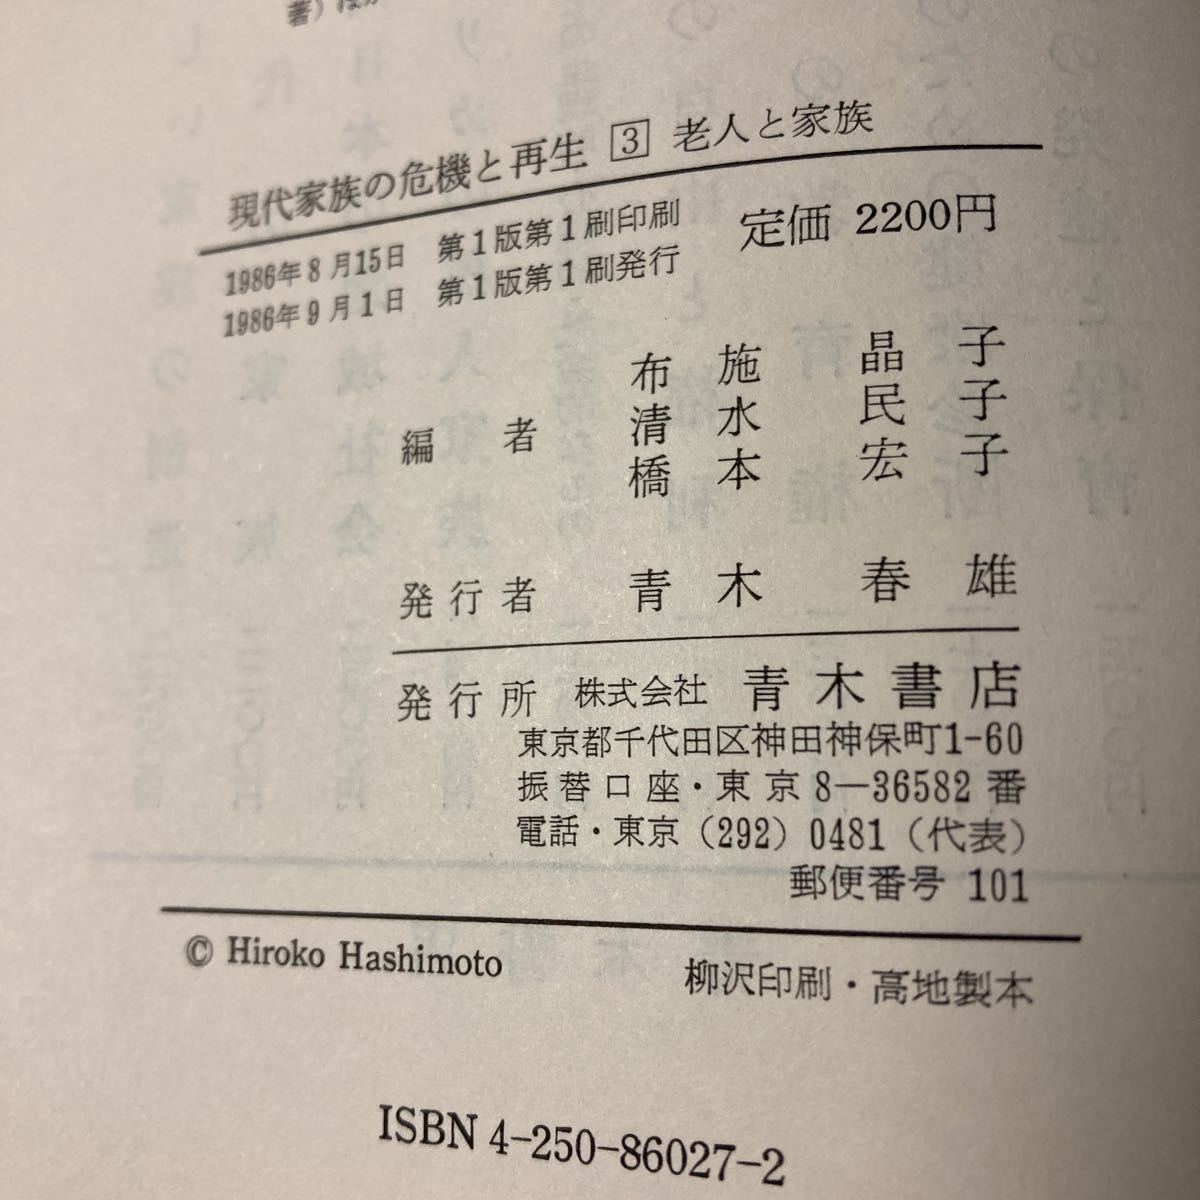 現代家族の危機と再生 3 老人と家族
1986年8月15日 第1版第1刷印刷
1986年9月1日 第1版第1刷発行
定価 2200円
編者
布施晶子
清水民子
橋本宏子
発行者 青木春雄
発行所 株式会社 青木書店
東京都千代田区神田神保町1-60
振替口座・東京8-36582番
電話・東京(292)0481(代表)
郵便番号 101
© Hiroko Hashimoto
柳沢印刷・高地製本
ISBN 4-250-86027-2